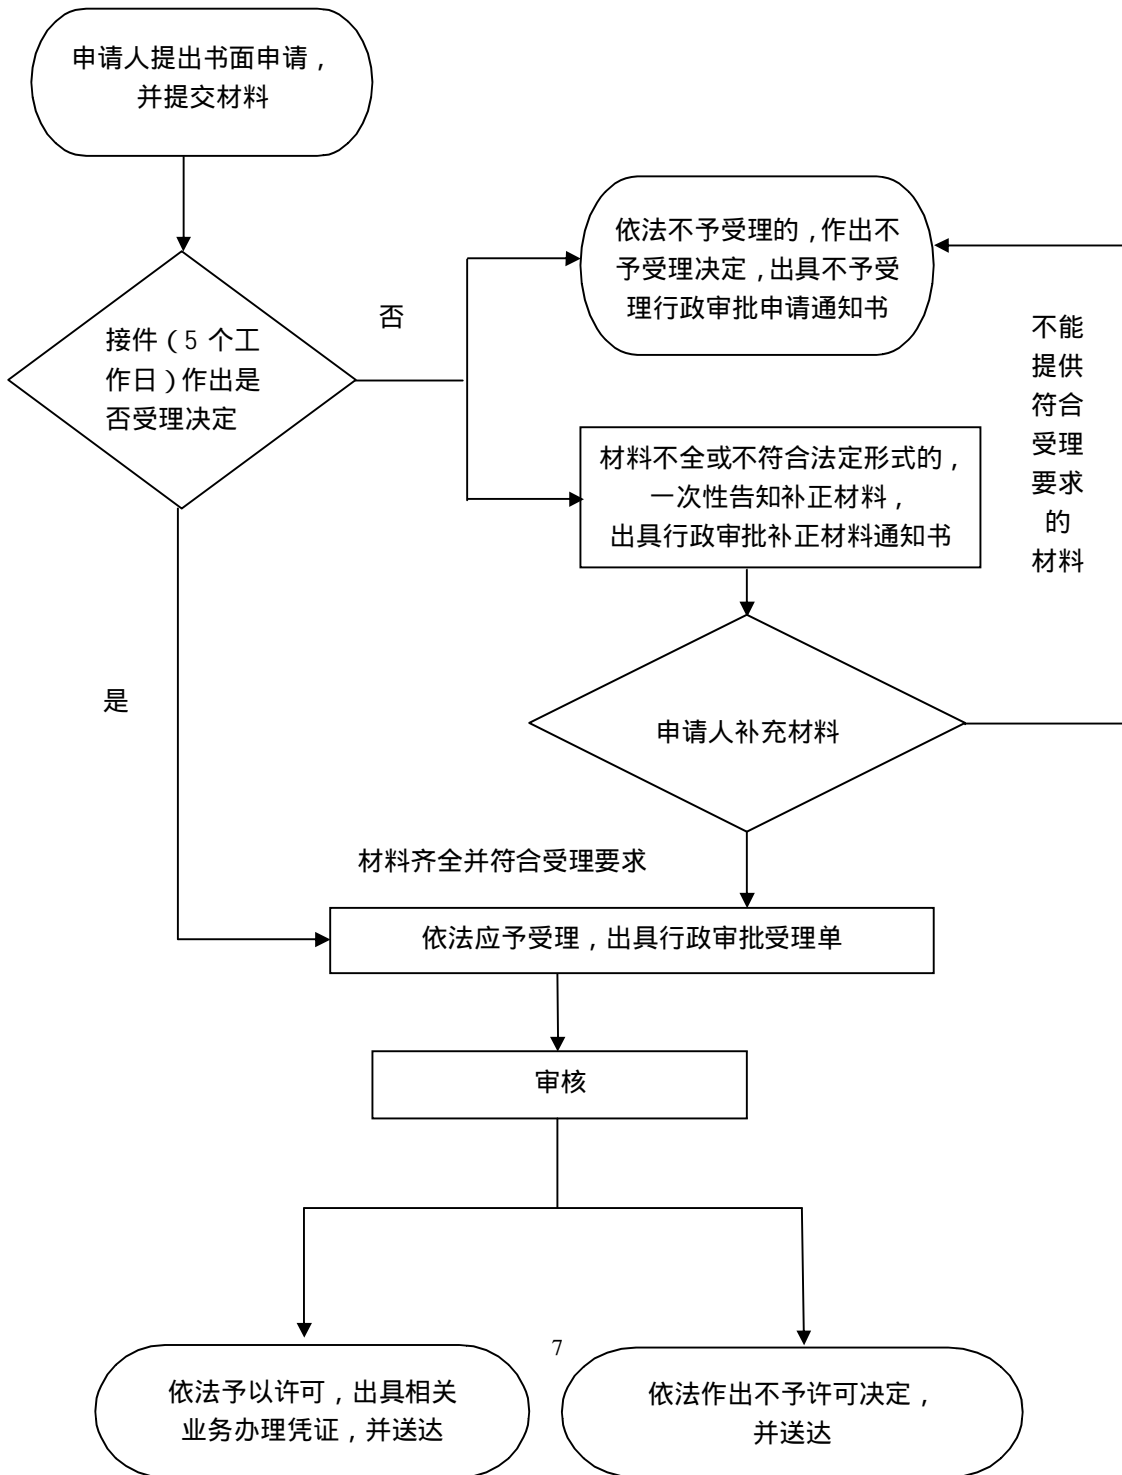 申请人提出书面申请，
并提交材料
依法不予受理的，作出不
予受理决定，出具不予受
理行政审批申请通知书
否
接件（5 个工
作日）作出是
否受理决定
不能
提供
符合
受理
要求
的
材料
材料不全或不符合法定形式的，
一次性告知补正材料，
出具行政审批补正材料通知书
是
申请人补充材料
材料齐全并符合受理要求
依法应予受理，出具行政审批受理单
审核
7
依法予以许可，出具相关
业务办理凭证，并送达
依法作出不予许可决定，
并送达